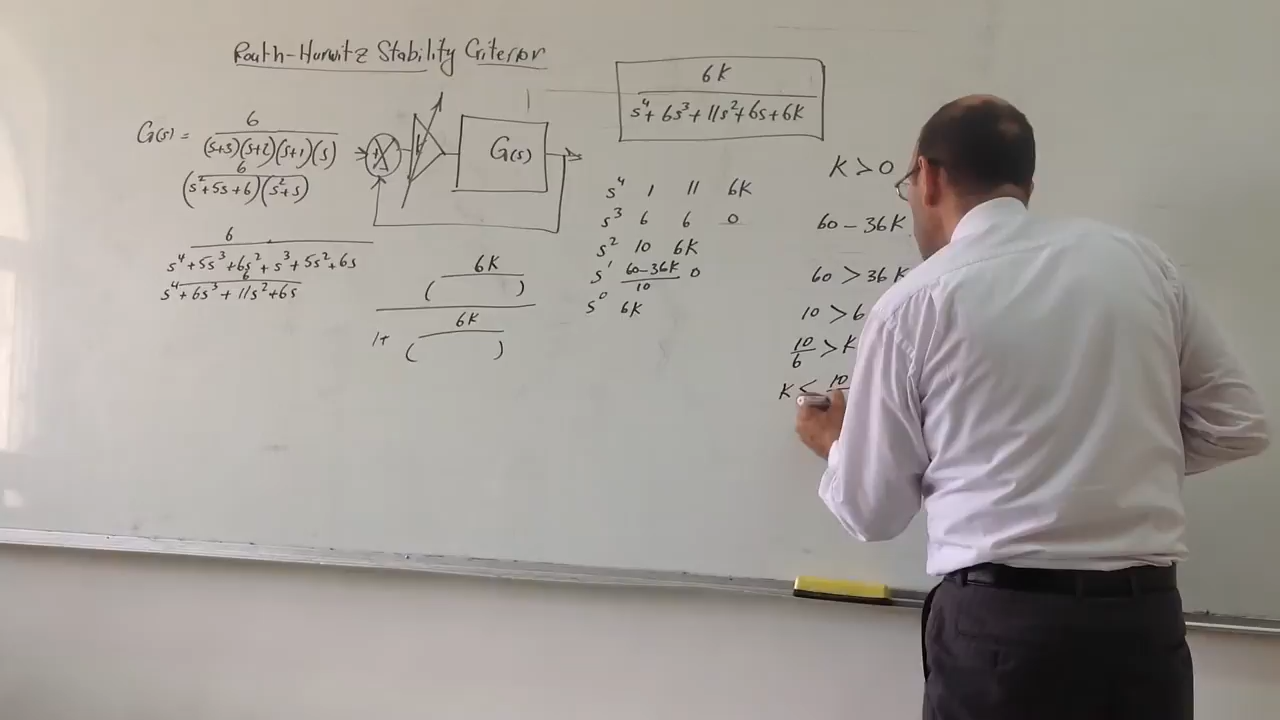 Routh-Hurwitz Stability Criterion
G(s) = 6 / (s+3)(s+2)(s+1)(s)
6 / (s²+5s+6)(s²+s)
6 / s⁴+5s³+6s²+s³+5s²+6s
6 / s⁴+6s³+11s²+6s
+
-
G(s)
6K / ( )
1+ 6K / ( )
6K / s⁴+6s³+11s²+6s+6K
s⁴ 1 11 6K
s³ 6 6 0
s² 10 6K
s¹ 60-36K / 10 0
s⁰ 6K
K > 0
60 - 36K
60 > 36K
10 > 6
10/6 > K
K < 10